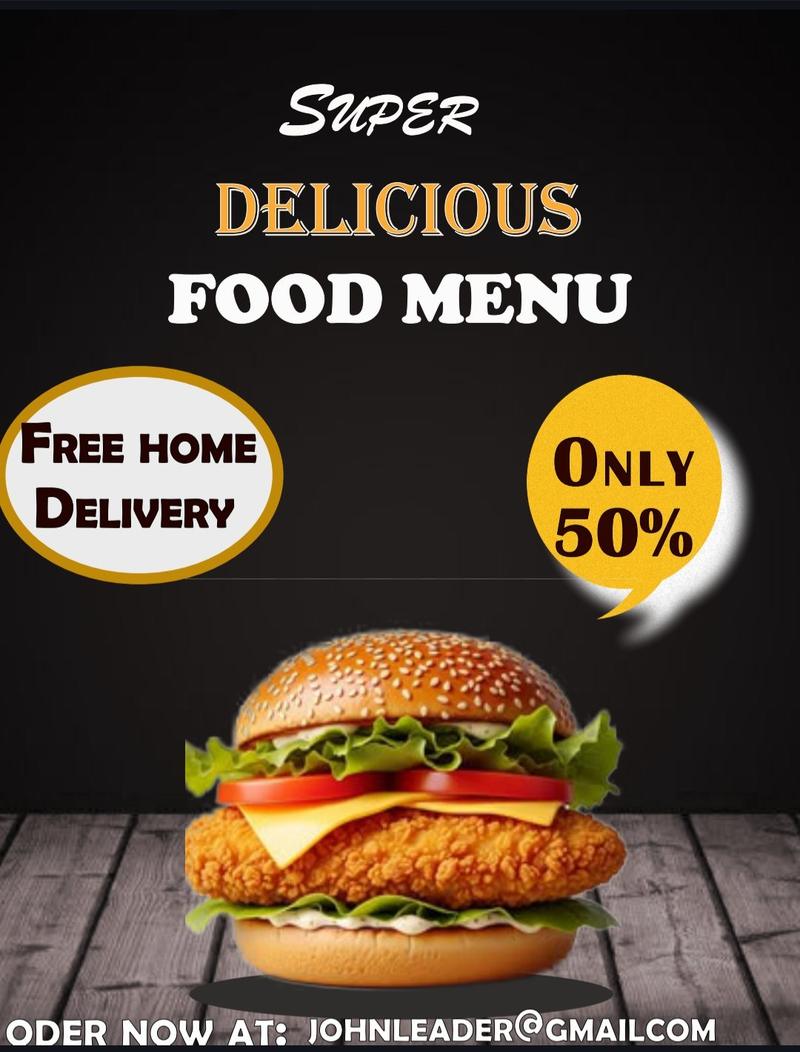 SUPER
DELICIOUS
FOOD MENU
FREE HOME
DELIVERY
ONLY
50%
ODER NOW AT: JOHNLEADER@GMAILCOM